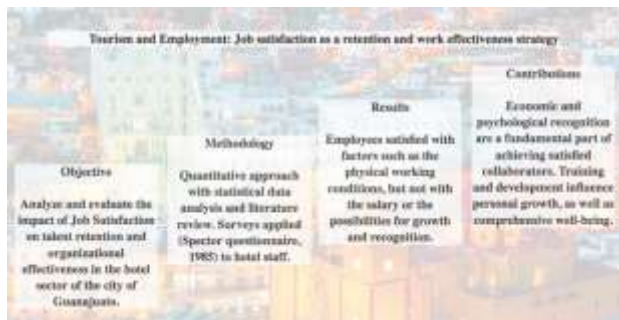 Tourism and Employment: Job satisfaction as a retention and work effectiveness strategy
Objective
Analyze and evaluate the
impact of Job Satisfaction
on talent retention and
organizational
effectiveness in the hotel
sector of the city of
Guanajuato.
Methodology
Quantitative approach
with statistical data
analysis and literature
review. Surveys applied
(Spector questionnaire,
1985) to hotel staff.
Results
Employees satisfied with
factors such as the
physical working
conditions, but not with
the salary or the
possibilities for growth
and recognition.
Contributions
Economic and
psychological recognition
are a fundamental part of
achieving satisfied
collaborators. Training
and development influence
personal growth, as well as
comprehensive well-being.